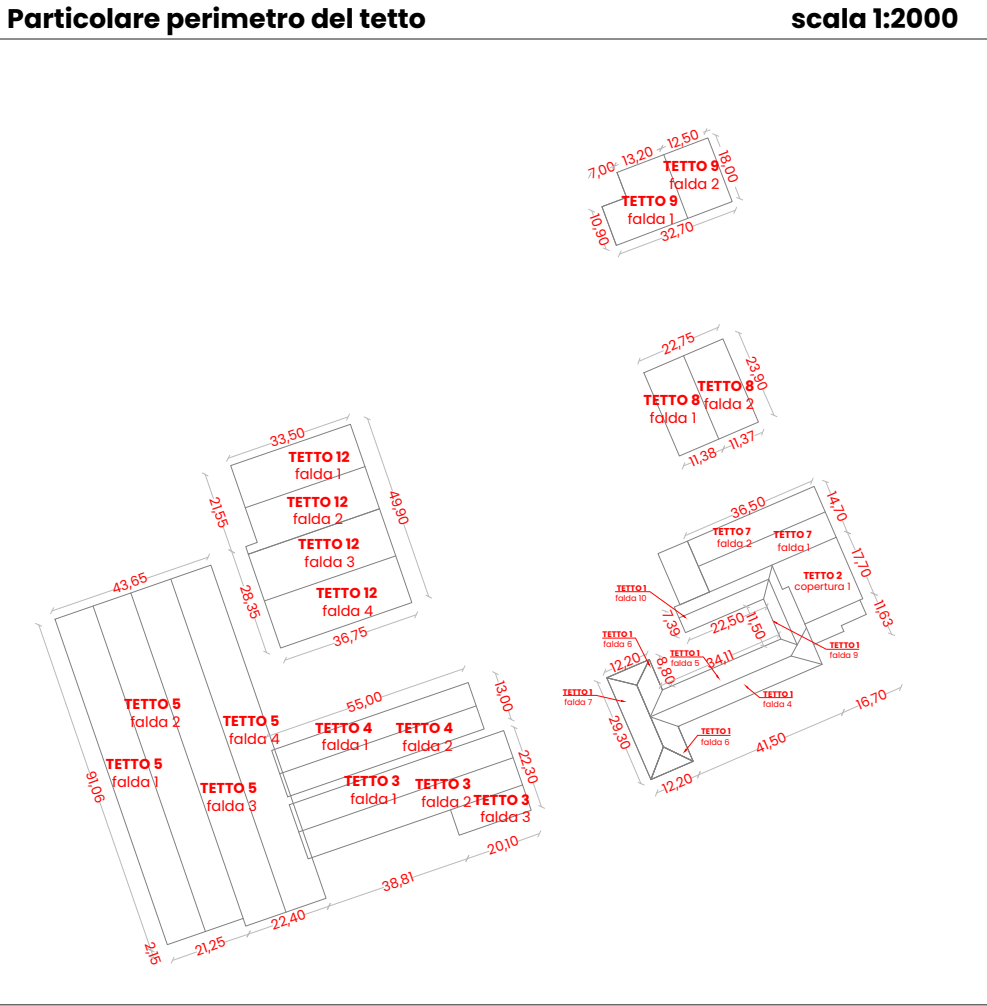 Particolare perimetro del tetto
scala 1:2000
7,00
13,20
12,50
18,00
TETTO 9
falda 2
TETTO 9
falda 1
10,90
32,70
22,75
23,90
TETTO 8
falda 2
TETTO 8
falda 1
11,38
11,37
33,50
TETTO 12
falda 1
TETTO 12
falda 2
TETTO 12
falda 3
TETTO 12
falda 4
21,55
49,90
28,35
36,75
36,50
14,70
TETTO 7
falda 2
TETTO 7
falda 1
17,70
TETTO 2
copertura 1
11,63
TETTO 1
falda 10
7,39
22,50
11,50
TETTO 1
falda 6
TETTO 1
falda 9
12,20
8,80
TETTO 1
falda 5
34,11
TETTO 1
falda 7
TETTO 1
falda 4
29,30
TETTO 1
falda 6
16,70
41,50
12,20
43,65
TETTO 5
falda 2
TETTO 5
falda 4
TETTO 5
falda 1
TETTO 5
falda 3
91,06
2,15
21,25
22,40
55,00
13,00
TETTO 4
falda 1
TETTO 4
falda 2
22,30
TETTO 3
falda 1
TETTO 3
falda 2
TETTO 3
falda 3
20,10
38,81